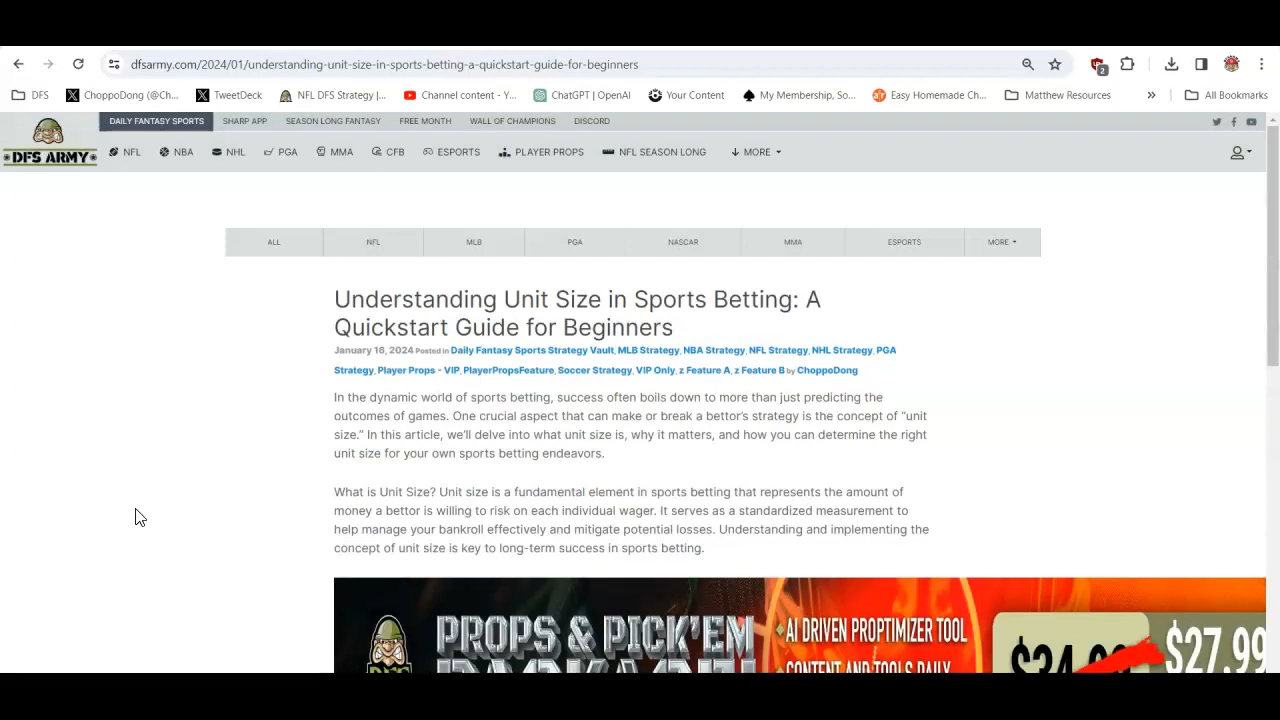 dfsarmy.com/2024/01/understanding-unit-size-in-sports-betting-a-quickstart-guide-for-beginners
2
DFS ChoppoDong (@Ch... TweetDeck NFL DFS Strategy |... Channel content - Y... ChatGPT | OpenAI Your Content My Membership, So... Easy Homemade Ch... Matthew Resources » All Bookmarks
DAILY FANTASY SPORTS SHARP APP SEASON LONG FANTASY FREE MONTH WALL OF CHAMPIONS DISCORD
DFS ARMY NFL NBA NHL PGA MMA CFB ESPORTS PLAYER PROPS NFL SEASON LONG MORE
ALL NFL MLB PGA NASCAR MMA ESPORTS MORE
Understanding Unit Size in Sports Betting: A
Quickstart Guide for Beginners
January 16, 2024 Posted in Daily Fantasy Sports Strategy Vault, MLB Strategy, NBA Strategy, NFL Strategy, NHL Strategy, PGA
Strategy, Player Props - VIP, PlayerPropsFeature, Soccer Strategy, VIP Only, z Feature A, z Feature B by ChoppoDong
In the dynamic world of sports betting, success often boils down to more than just predicting the
outcomes of games. One crucial aspect that can make or break a bettor's strategy is the concept of “unit
size.” In this article, we'll delve into what unit size is, why it matters, and how you can determine the right
unit size for your own sports betting endeavors.
What is Unit Size? Unit size is a fundamental element in sports betting that represents the amount of
money a bettor is willing to risk on each individual wager. It serves as a standardized measurement to
help manage your bankroll effectively and mitigate potential losses. Understanding and implementing the
concept of unit size is key to long-term success in sports betting.
PROPS & PICK'EM
AI DRIVEN PROPTIMIZER TOOL
$27.99
CONTENT AND TOOLS DAILY